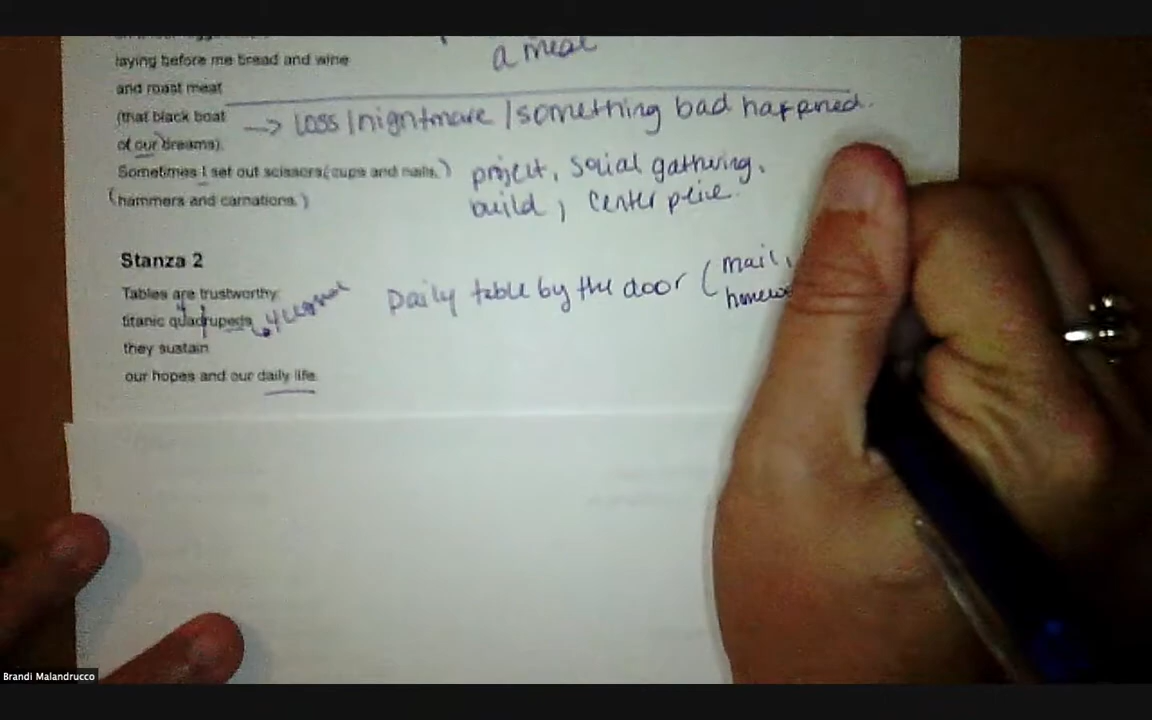 a meal
laying before me bread and wine
and roast meat
(that black boat
of our dreams).
→ Loss/nightmare/something bad happened.
Sometimes I set out scissors (cups and nails,)
(hammers and carnations.)
project, social gathering,
build, center peice.
Stanza 2
Tables are trustworthy:
titanic quadrupeds
4 legged
they sustain
our hopes and our daily life
Daily table by the door (mail,
Brandi Malandrucco